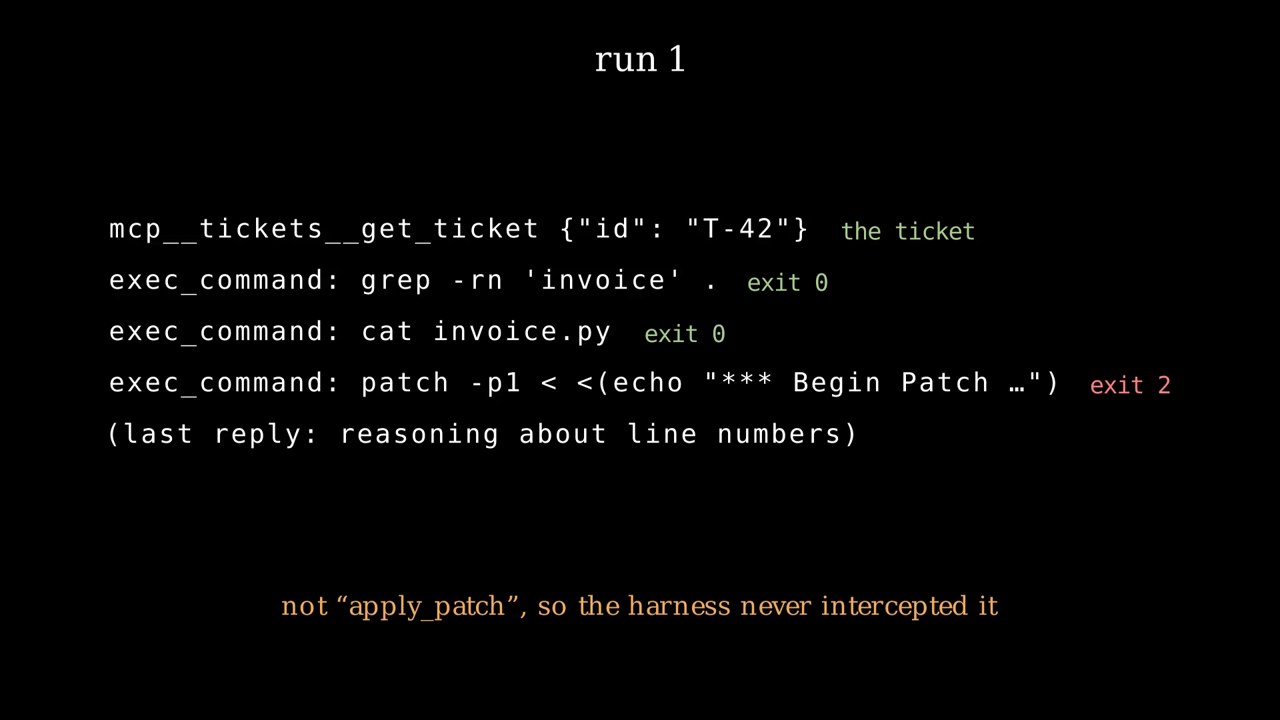 run 1
mcp__tickets__get_ticket {"id": "T-42"} the ticket
exec_command: grep -rn 'invoice' . exit 0
exec_command: cat invoice.py exit 0
exec_command: patch -p1 < <(echo "*** Begin Patch …") exit 2
(last reply: reasoning about line numbers)
not “apply_patch”, so the harness never intercepted it